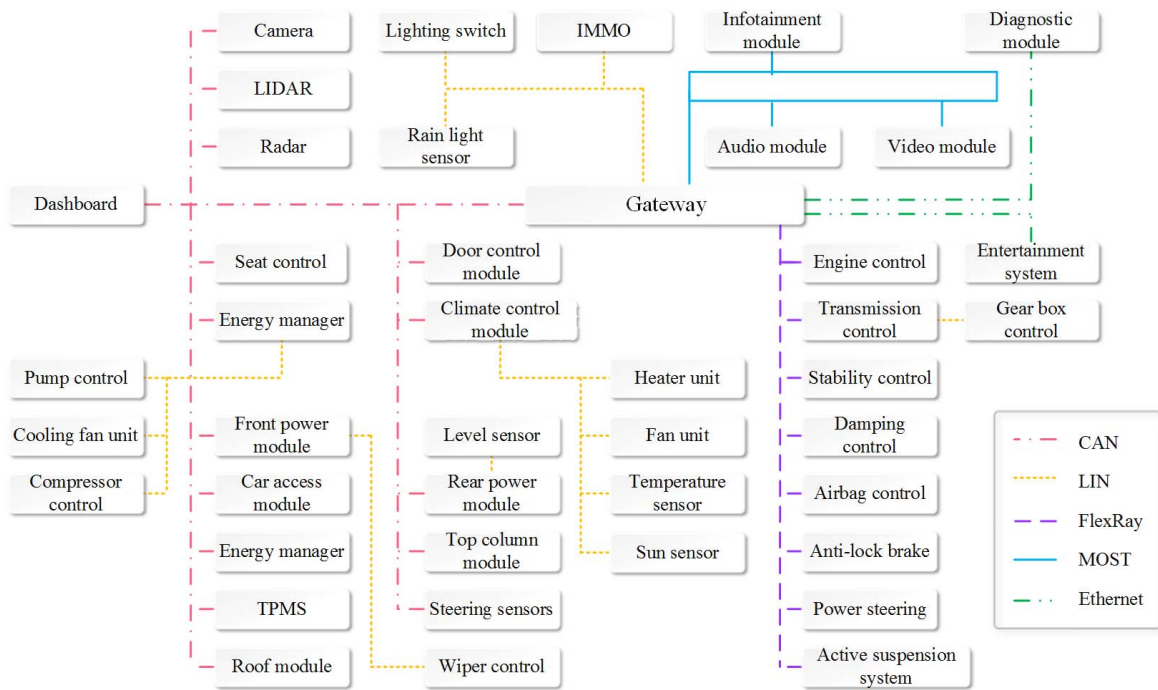 Camera
Lighting switch
IMMO
Infotainment
module
Diagnostic
module
LIDAR
Radar
Rain light
sensor
Audio module
Video module
Dashboard
Gateway
Seat control
Door control
module
Engine control
Entertainment
system
Energy manager
Climate control
module
Transmission
control
Gear box
control
Pump control
Heater unit
Stability control
Cooling fan unit
Front power
module
Level sensor
Fan unit
Damping
control
Compressor
control
Car access
module
Rear power
module
Temperature
sensor
Airbag control
Energy manager
Top column
module
Sun sensor
Anti-lock brake
TPMS
Steering sensors
Power steering
Roof module
Wiper control
Active suspension
system
CAN
LIN
FlexRay
MOST
Ethernet